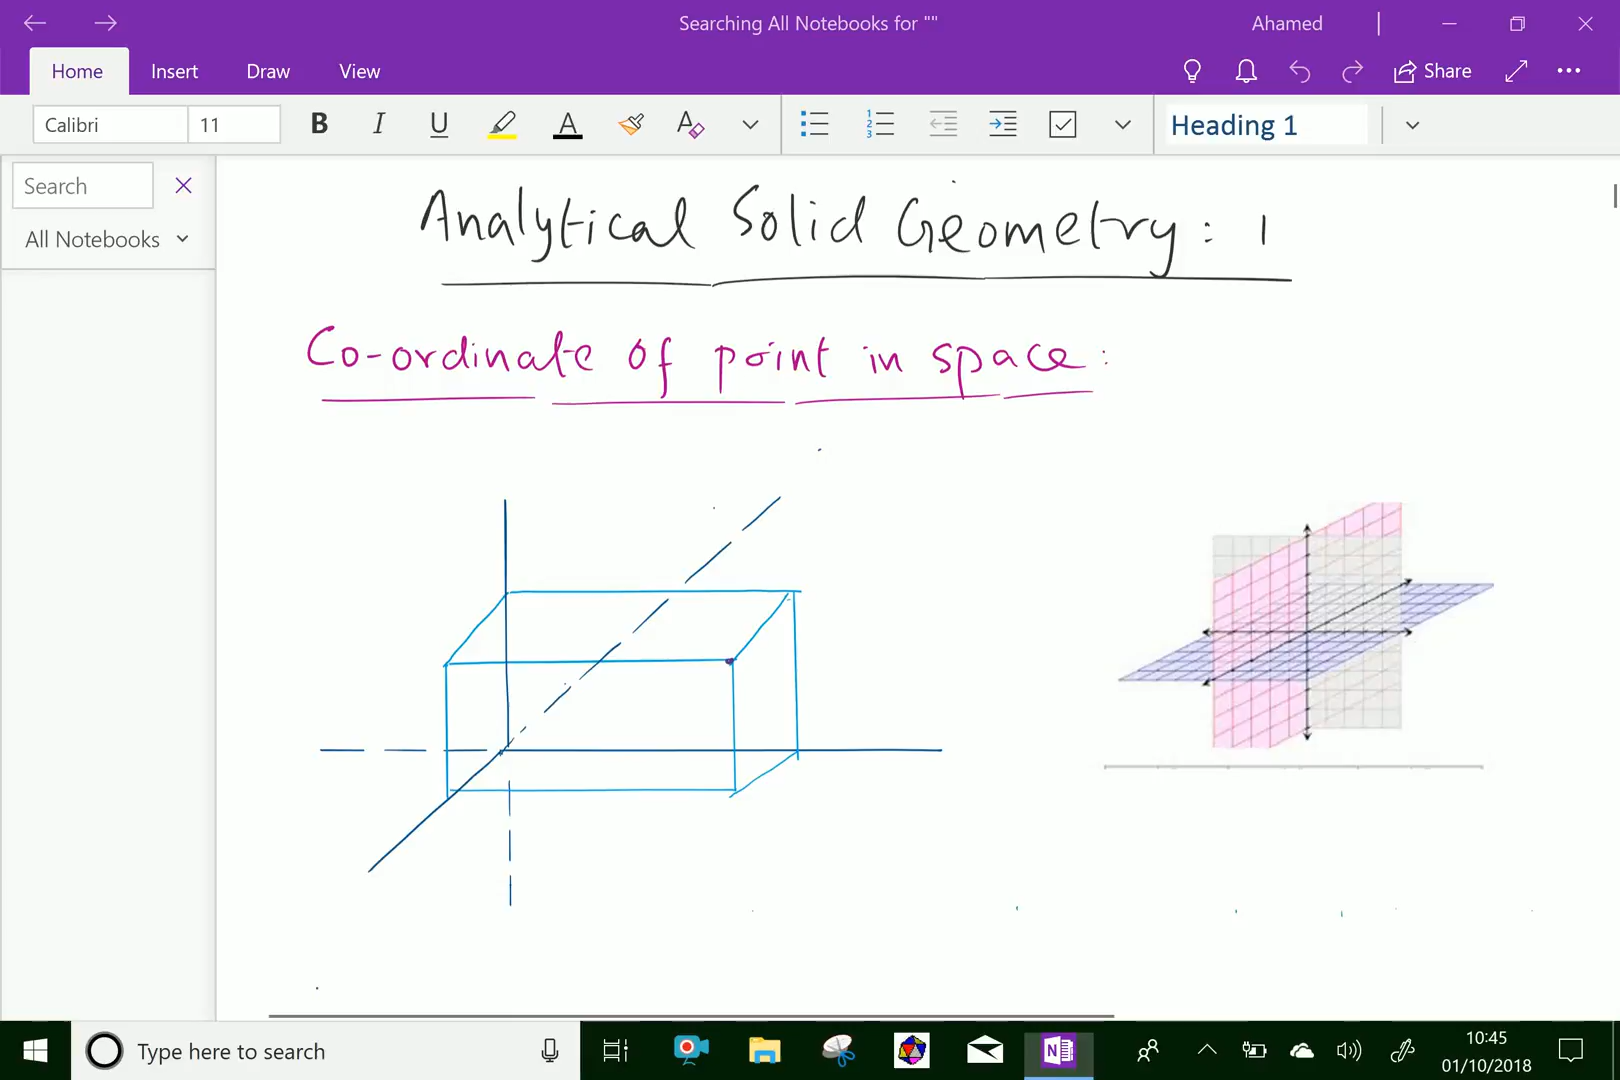 Searching All Notebooks for ""
Ahamed
Home Insert Draw View
Share
Calibri 11 B I U A A Heading 1
Search
All Notebooks
Analytical Solid Geometry: 1
Co-ordinate of point in space:
Type here to search
10:45
01/10/2018